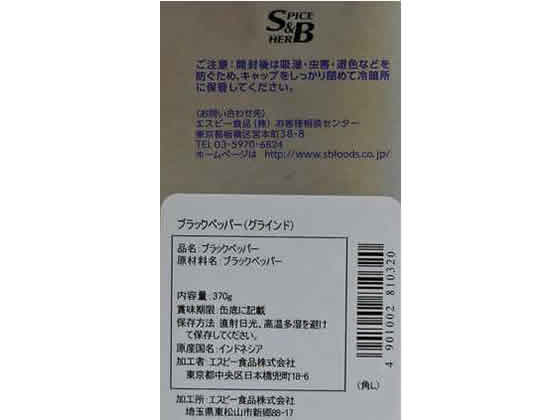 SPICE
S&B
HERB
ご注意：開封後は吸湿・虫害・退色などを
防ぐため、キャップをしっかり閉めて冷暗所
に保管してください。
〈お問い合わせ先〉
エスビー食品（株）お客様相談センター
東京都板橋区宮本町38-8
TEL 03-5970-6824
ホームページは http://www.sbfoods.co.jp/
ブラックペッパー（グラインド）
品名：ブラックペッパー
原材料名：ブラックペッパー
内容量：370g
賞味期限：缶底に記載
保存方法：直射日光、高温多湿を避け
て保存してください。
原産国名：インドネシア
加工者：エスビー食品株式会社
東京都中央区日本橋兜町18-6
加工所：エスビー食品株式会社
埼玉県東松山市新郷88-17
4 901002 810320
（角L）